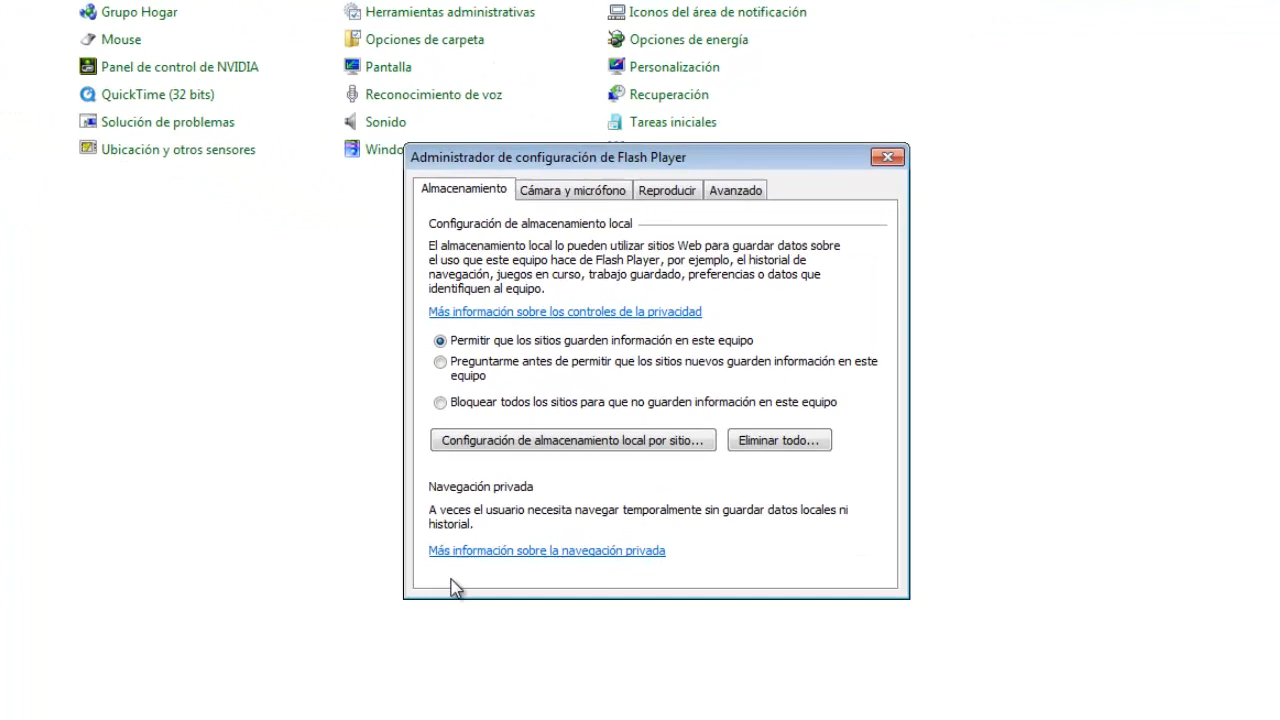 Grupo Hogar
Herramientas administrativas
Iconos del área de notificación
Mouse
Opciones de carpeta
Opciones de energía
Panel de control de NVIDIA
Pantalla
Personalización
QuickTime (32 bits)
Reconocimiento de voz
Recuperación
Solución de problemas
Sonido
Tareas iniciales
Ubicación y otros sensores
Administrador de configuración de Flash Player
Almacenamiento
Cámara y micrófono
Reproducir
Avanzado
Configuración de almacenamiento local
El almacenamiento local lo pueden utilizar sitios Web para guardar datos sobre
el uso que este equipo hace de Flash Player, por ejemplo, el historial de
navegación, juegos en curso, trabajo guardado, preferencias o datos que
identifiquen al equipo.
Más información sobre los controles de la privacidad
Permitir que los sitios guarden información en este equipo
Preguntarme antes de permitir que los sitios nuevos guarden información en este
equipo
Bloquear todos los sitios para que no guarden información en este equipo
Configuración de almacenamiento local por sitio...
Eliminar todo...
Navegación privada
A veces el usuario necesita navegar temporalmente sin guardar datos locales ni
historial.
Más información sobre la navegación privada